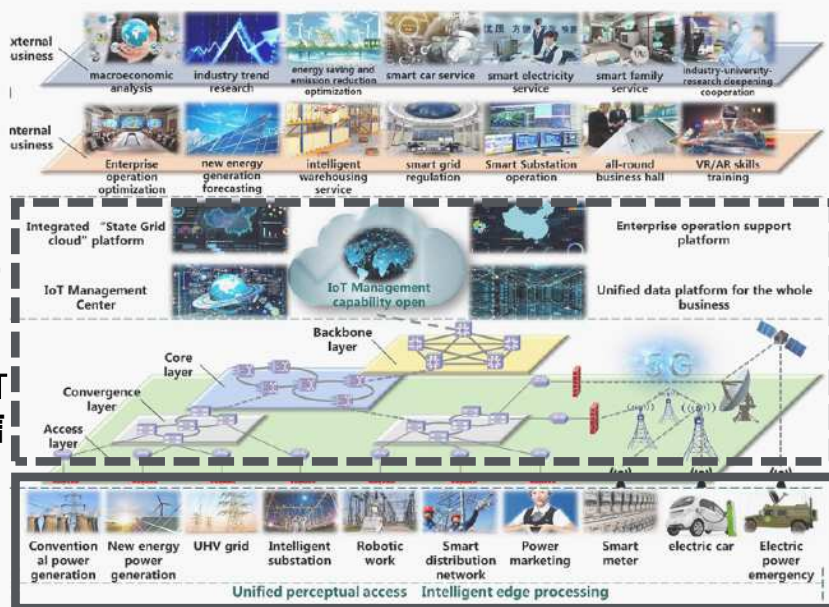 xternal
usiness
macroeconomic
analysis
industry trend
research
energy saving and
emission reduction
optimization
smart car service
smart electricity
service
smart family
service
industry-university-
research deepening
cooperation
nternal
usiness
Enterprise
operation
optimization
new energy
generation
forecasting
intelligent
warehousing
service
smart grid
regulation
Smart Substation
operation
all-round
business hall
VR/AR skills
training
Integrated "State Grid
cloud" platform
IoT Management
capability open
Enterprise operation support
platform
IoT Management
Center
Unified data platform for the whole
business
Backbone
layer
Core
layer
Convergence
layer
Access
layer
5G
T
Convention
al power
generation
New energy
power
generation
UHV grid
Intelligent
substation
Robotic
work
Smart
distribution
network
Power
marketing
Smart
meter
electric car
Electric
power
emergency
Unified perceptual access Intelligent edge processing